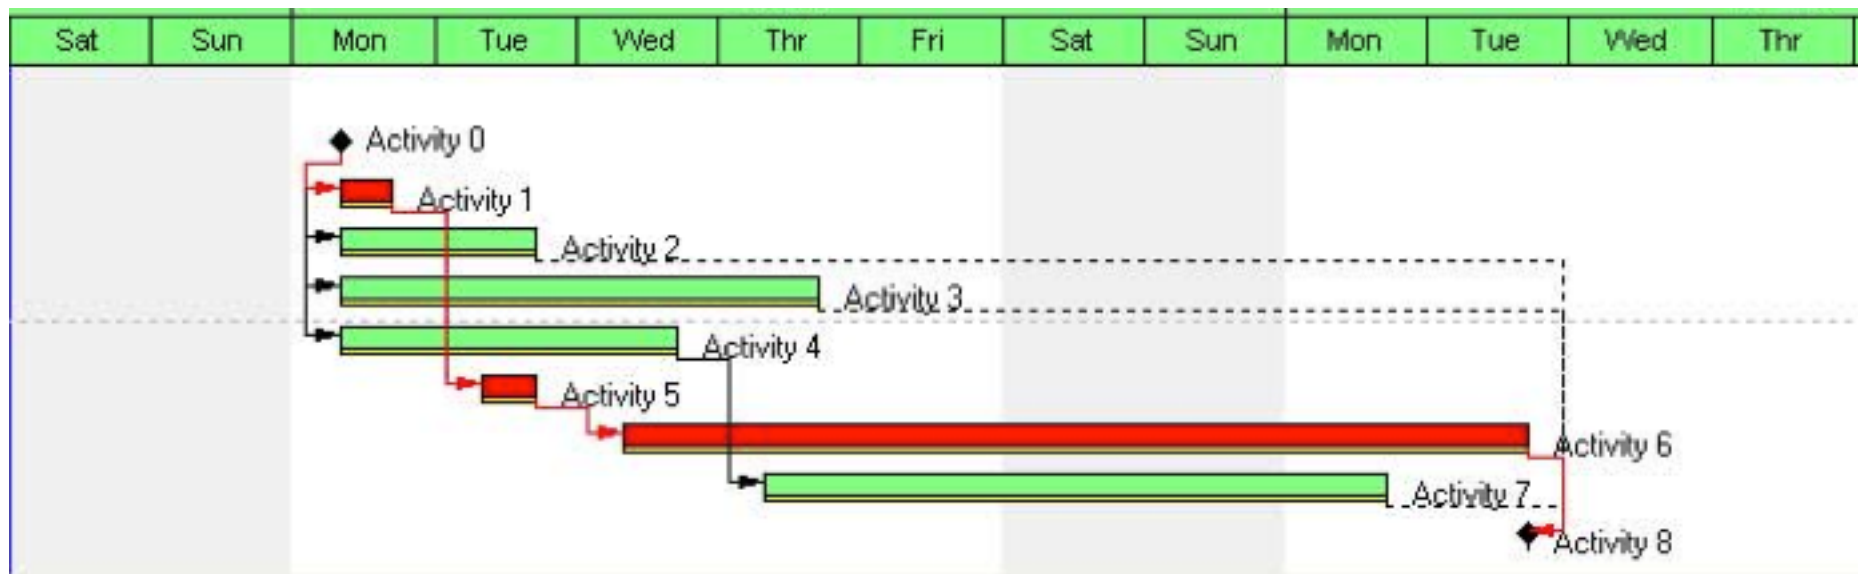 Sat Sun Mon Tue Wed Thr Fri Sat Sun Mon Tue Wed Thr
Activity 0
Activity 1
Activity 2
Activity 3
Activity 4
Activity 5
Activity 6
Activity 7
Activity 8